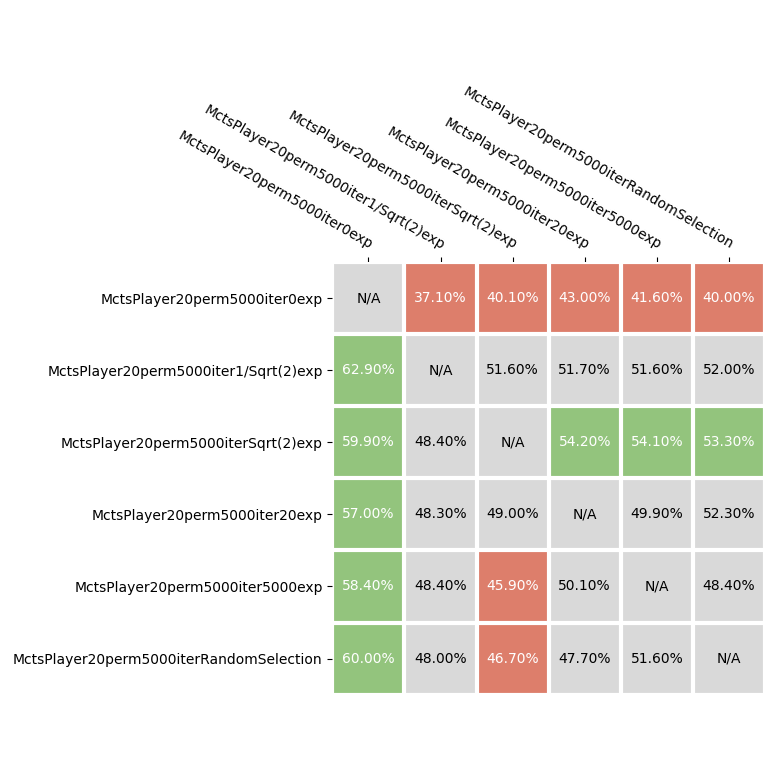 MctsPlayer20perm5000iter0exp
MctsPlayer20perm5000iter1/Sqrt(2)exp
MctsPlayer20perm5000iterSqrt(2)exp
MctsPlayer20perm5000iter20exp
MctsPlayer20perm5000iter5000exp
MctsPlayer20perm5000iterRandomSelection
MctsPlayer20perm5000iter0exp N/A 37.10% 40.10% 43.00% 41.60% 40.00%
MctsPlayer20perm5000iter1/Sqrt(2)exp 62.90% N/A 51.60% 51.70% 51.60% 52.00%
MctsPlayer20perm5000iterSqrt(2)exp 59.90% 48.40% N/A 54.20% 54.10% 53.30%
MctsPlayer20perm5000iter20exp 57.00% 48.30% 49.00% N/A 49.90% 52.30%
MctsPlayer20perm5000iter5000exp 58.40% 48.40% 45.90% 50.10% N/A 48.40%
MctsPlayer20perm5000iterRandomSelection 60.00% 48.00% 46.70% 47.70% 51.60% N/A